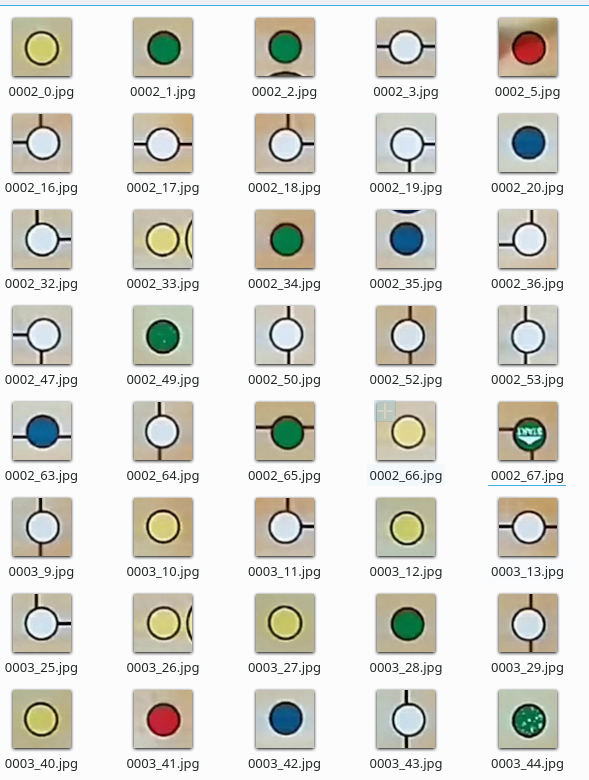 0002_0.jpg 0002_1.jpg 0002_2.jpg 0002_3.jpg 0002_5.jpg
0002_16.jpg 0002_17.jpg 0002_18.jpg 0002_19.jpg 0002_20.jpg
0002_32.jpg 0002_33.jpg 0002_34.jpg 0002_35.jpg 0002_36.jpg
0002_47.jpg 0002_49.jpg 0002_50.jpg 0002_52.jpg 0002_53.jpg
START
0002_63.jpg 0002_64.jpg 0002_65.jpg 0002_66.jpg 0002_67.jpg
0003_9.jpg 0003_10.jpg 0003_11.jpg 0003_12.jpg 0003_13.jpg
0003_25.jpg 0003_26.jpg 0003_27.jpg 0003_28.jpg 0003_29.jpg
0003_40.jpg 0003_41.jpg 0003_42.jpg 0003_43.jpg 0003_44.jpg